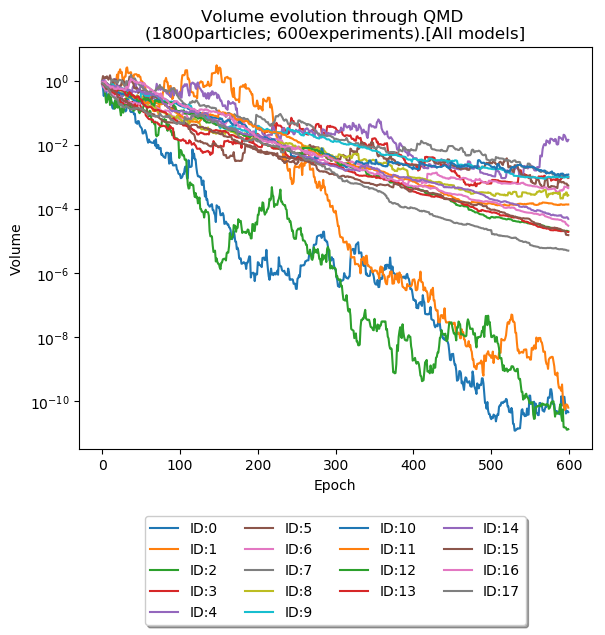 Volume evolution through QMD
(1800particles; 600experiments).[All models]
Volume
10⁰
10⁻²
10⁻⁴
10⁻⁶
10⁻⁸
10⁻¹⁰
0 100 200 300 400 500 600
Epoch
ID:0 ID:5 ID:10 ID:14
ID:1 ID:6 ID:11 ID:15
ID:2 ID:7 ID:12 ID:16
ID:3 ID:8 ID:13 ID:17
ID:4 ID:9